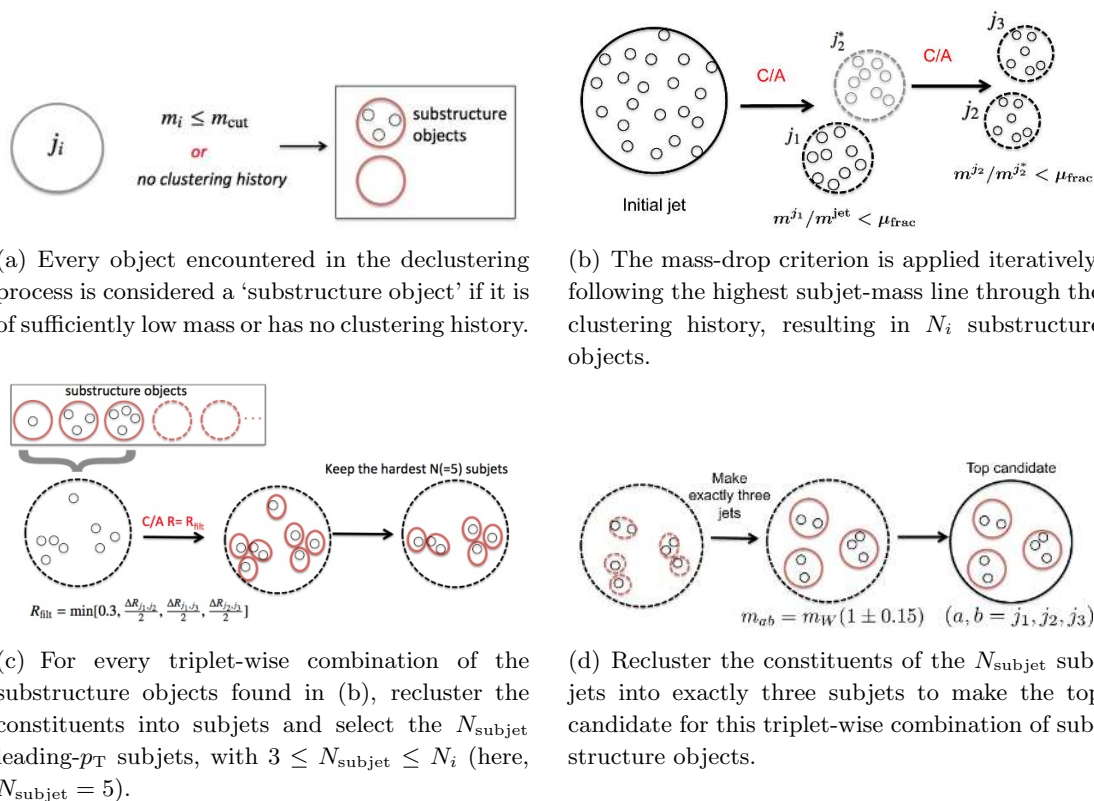 j_i
m_i ≤ m_cut
or
no clustering history
substructure
objects
Initial jet
C/A
j_2^*
j_1
m^{j_1}/m^{jet} < μ_frac
C/A
j_3
j_2
m^{j_2}/m^{j_2^*} < μ_frac
(a) Every object encountered in the declustering
process is considered a ‘substructure object’ if it is
of sufficiently low mass or has no clustering history.
(b) The mass-drop criterion is applied iteratively
following the highest subjet-mass line through the
clustering history, resulting in N_i substructure
objects.
substructure objects
C/A R= R_filt
Keep the hardest N(=5) subjets
R_filt = min[0.3, ΔR_{j_1,j_2}/2, ΔR_{j_1,j_3}/2, ΔR_{j_2,j_3}/2]
Make
exactly three
jets
Top candidate
m_ab = m_W(1 ± 0.15) (a, b = j_1, j_2, j_3)
(c) For every triplet-wise combination of the
substructure objects found in (b), recluster the
constituents into subjets and select the N_subjet
leading-p_T subjets, with 3 ≤ N_subjet ≤ N_i (here,
N_subjet = 5).
(d) Recluster the constituents of the N_subjet sub
jets into exactly three subjets to make the top
candidate for this triplet-wise combination of sub
structure objects.